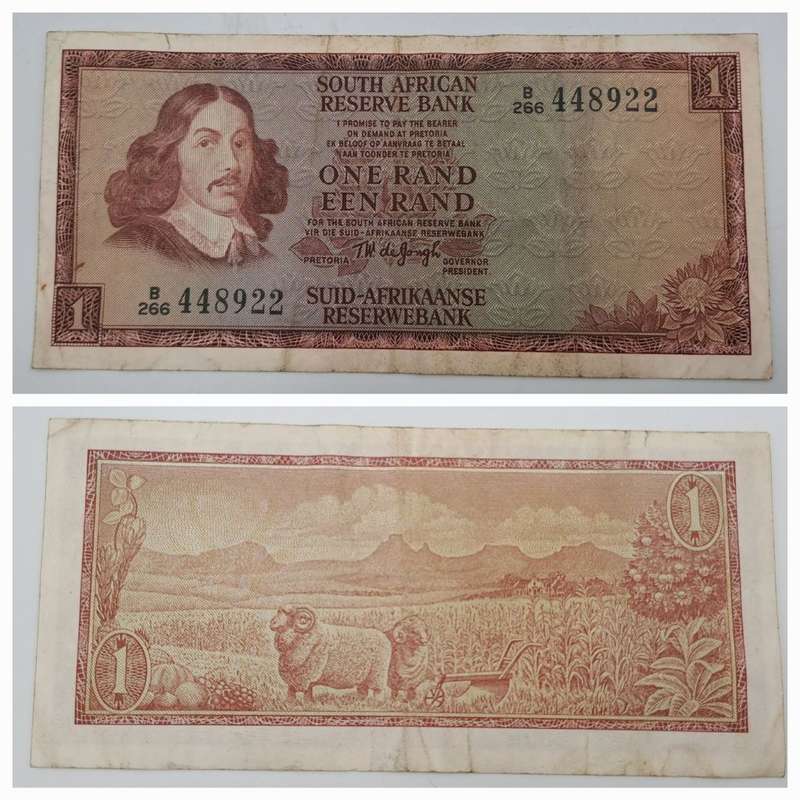 SOUTH AFRICAN
RESERVE BANK
B/266 448922
1
I PROMISE TO PAY THE BEARER
ON DEMAND AT PRETORIA
EK BELOOF OP AANVRAAG TE BETAAL
AAN TOONDER TE PRETORIA
ONE RAND
EEN RAND
FOR THE SOUTH AFRICAN RESERVE BANK
VIR DIE SUID-AFRIKAANSE RESERWEBANK
T.W. de Jongh
PRETORIA
GOVERNOR
PRESIDENT
1
B/266 448922
SUID-AFRIKAANSE
RESERWEBANK
1
1